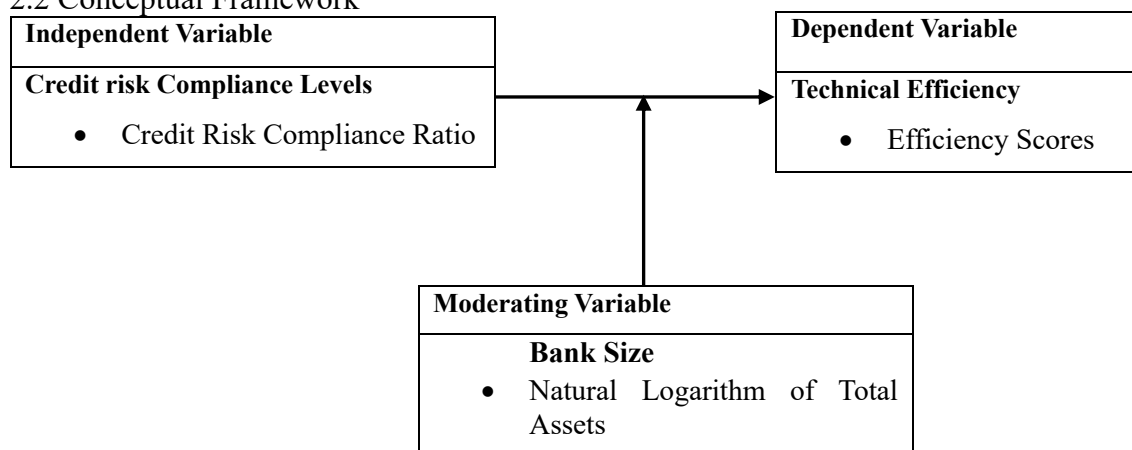 2.2 Conceptual Framework
Independent Variable
Credit risk Compliance Levels
• Credit Risk Compliance Ratio
Dependent Variable
Technical Efficiency
• Efficiency Scores
Moderating Variable
Bank Size
• Natural Logarithm of Total
Assets